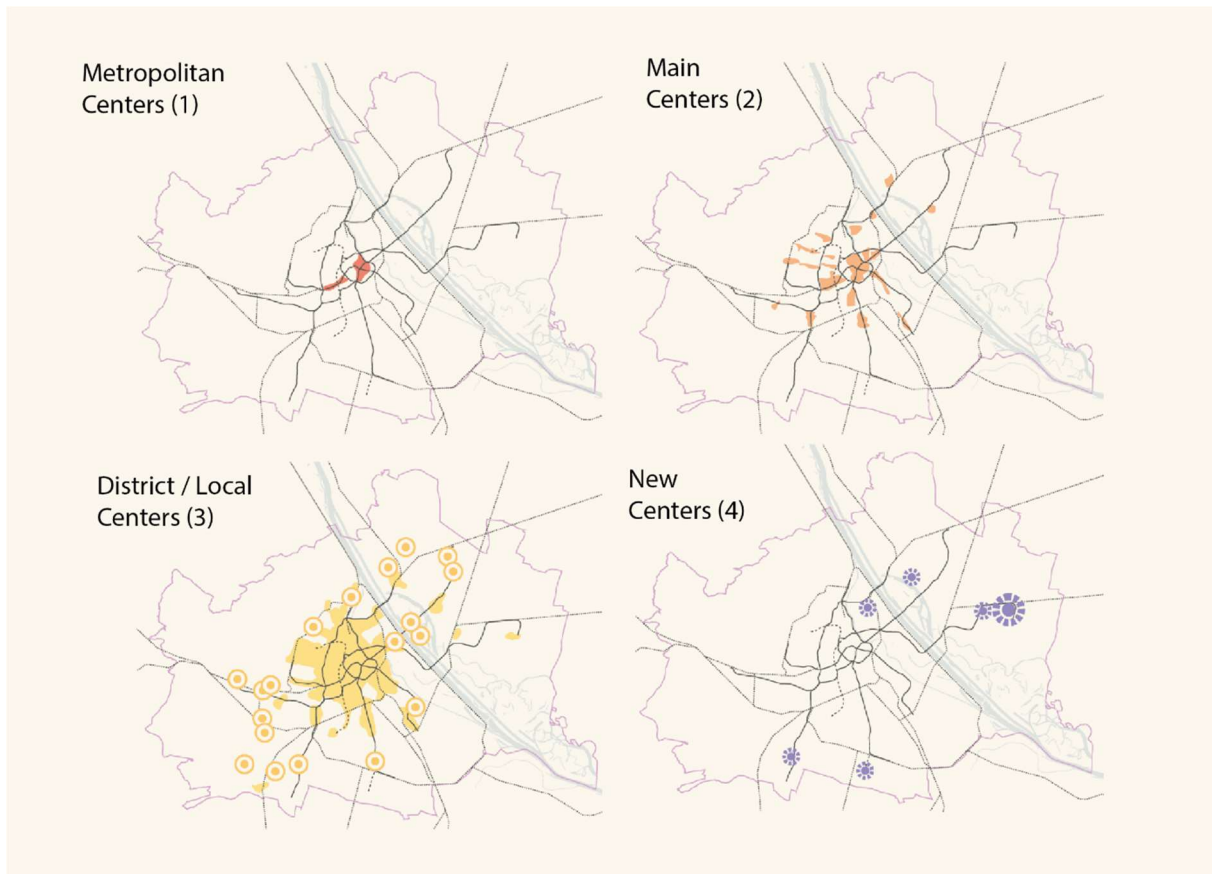 Metropolitan
Centers (1)
Main
Centers (2)
District / Local
Centers (3)
New
Centers (4)